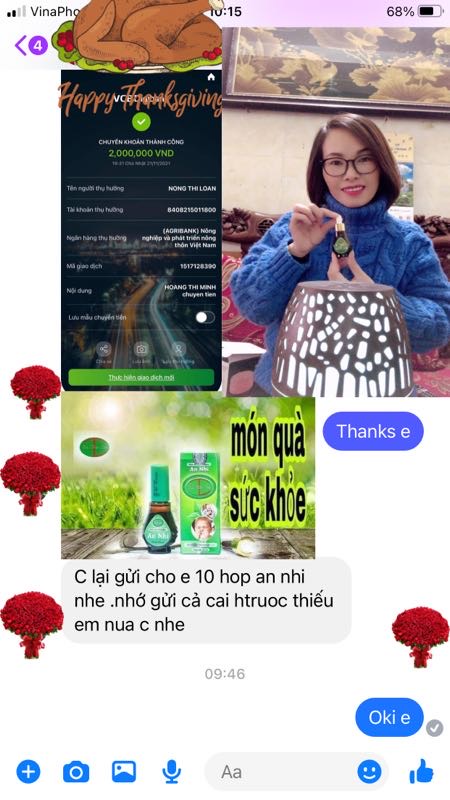 VinaPho
10:15
68%
4
Happy Thanksgiving
CHUYỂN KHOẢN THÀNH CÔNG
2,000,000 VND
16:31 Chủ Nhật 21/11/2021
Tên người thụ hưởng NONG THI LOAN
Tài khoản thụ hưởng 8408215011800
Ngân hàng thụ hưởng (AGRIBANK) Nông
nghiệp và phát triển nông
thôn Việt Nam
Mã giao dịch 1517128390
Nội dung HOANG THI MINH
chuyen tien
Lưu mẫu chuyển tiền
Chia sẻ Lưu ảnh Lưu thụ hưởng
Thực hiện giao dịch mới
Thanks e
món quà
sức khỏe
An Nhi
An Nhi
C lại gửi cho e 10 hop an nhi
nhe .nhớ gửi cả cai htruoc thiếu
em nua c nhe
09:46
Oki e
Aa